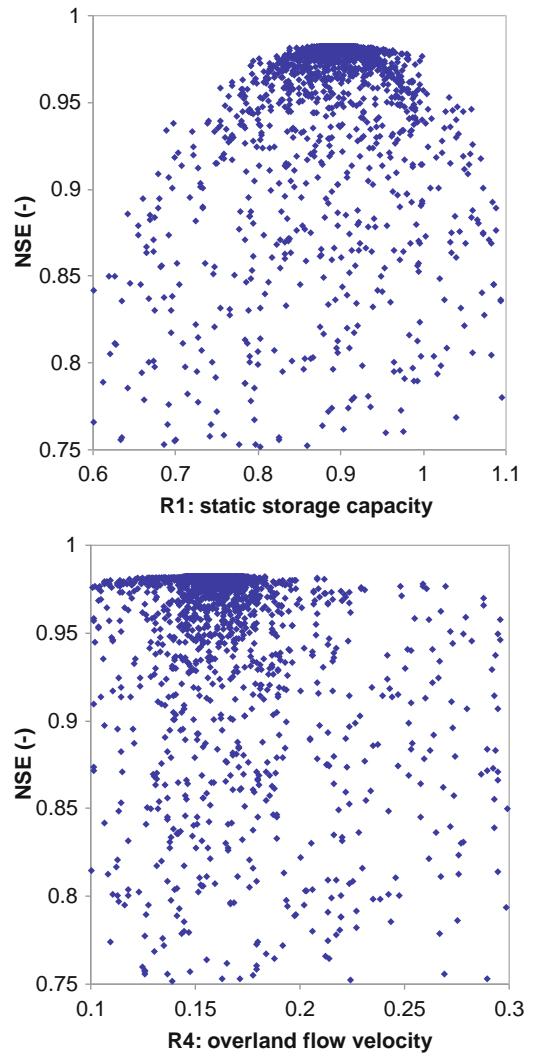 1
0.95
0.9
0.85
0.8
0.75
NSE (-)
0.6 0.7 0.8 0.9 1 1.1
R1: static storage capacity
1
0.95
0.9
0.85
0.8
0.75
NSE (-)
0.1 0.15 0.2 0.25 0.3
R4: overland flow velocity